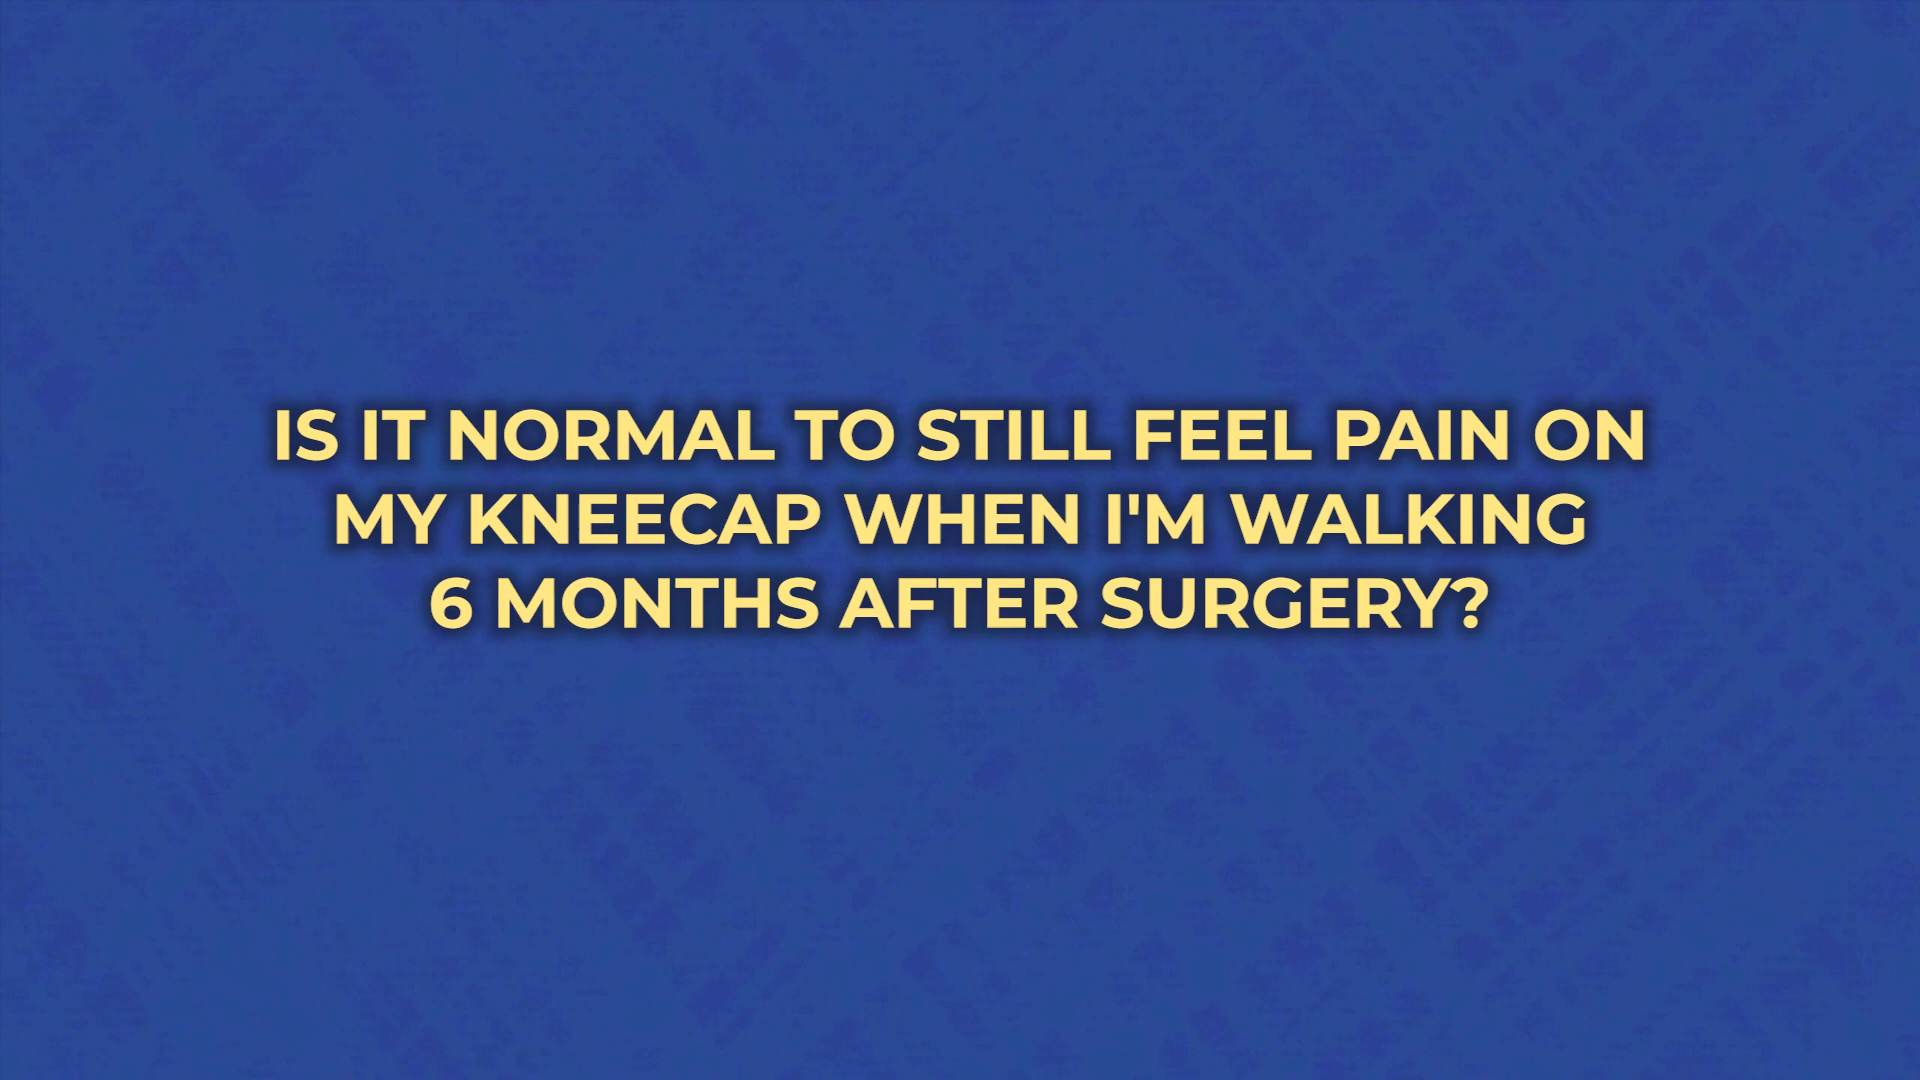 IS IT NORMAL TO STILL FEEL PAIN ON
MY KNEECAP WHEN I'M WALKING
6 MONTHS AFTER SURGERY?